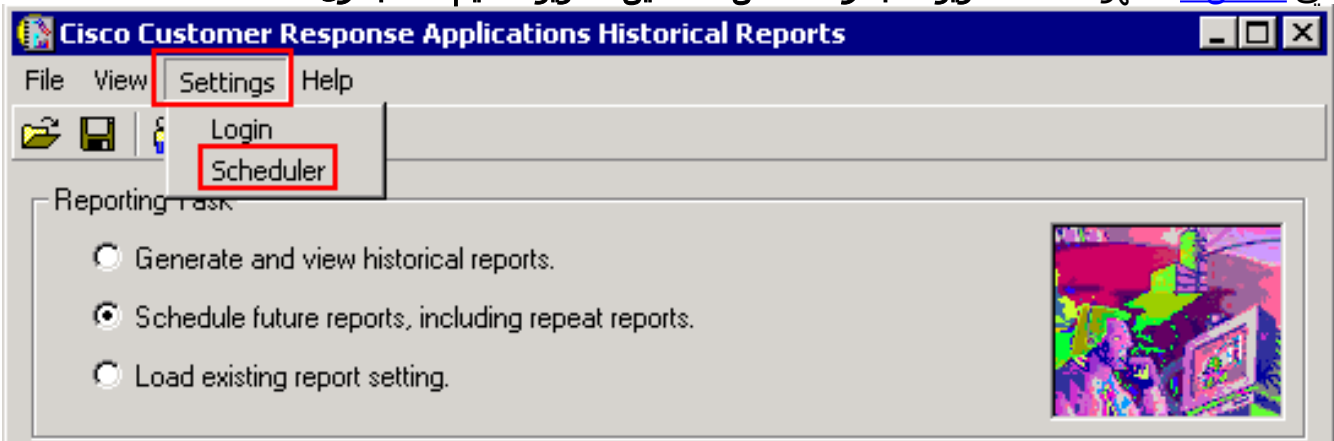 Cisco Customer Response Applications Historical Reports
File View Settings Help
Login
Scheduler
Reporting Task
Generate and view historical reports.
Schedule future reports, including repeat reports.
Load existing report setting.